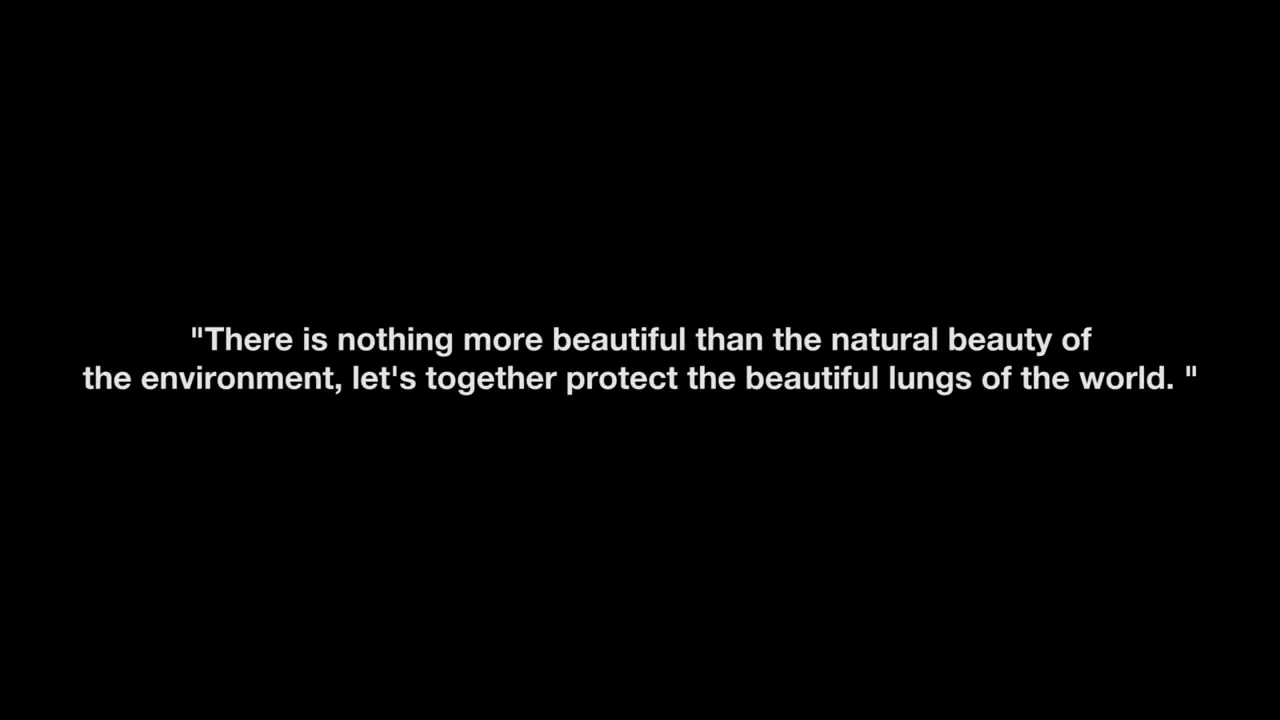 "There is nothing more beautiful than the natural beauty of
the environment, let's together protect the beautiful lungs of the world. "